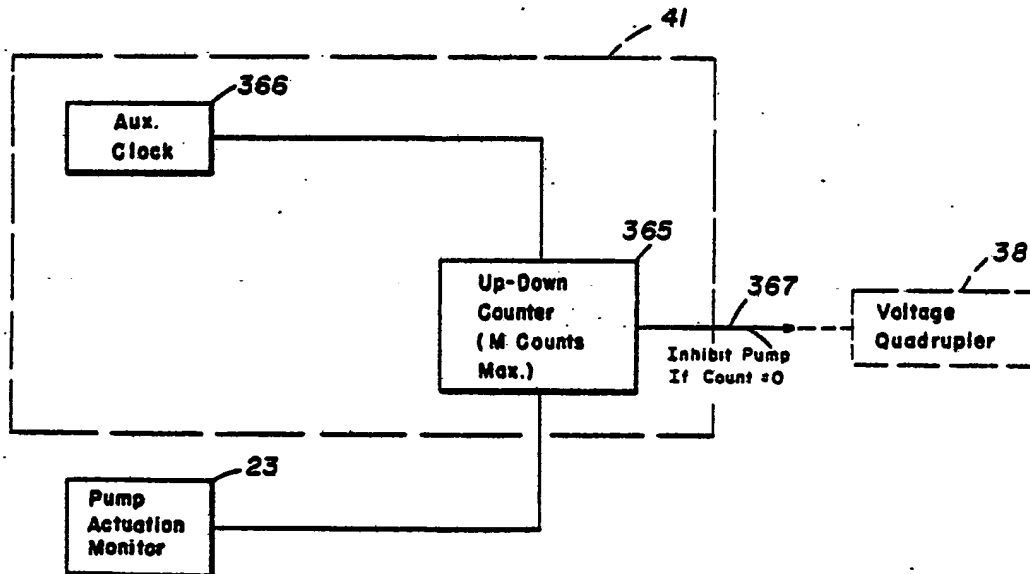 41
366
Aux.
Clock
365
Up-Down
Counter
(M Counts
Max.)
367
Inhibit Pump
If Count =0
38
Voltage
Quadrupler
23
Pump
Actuation
Monitor